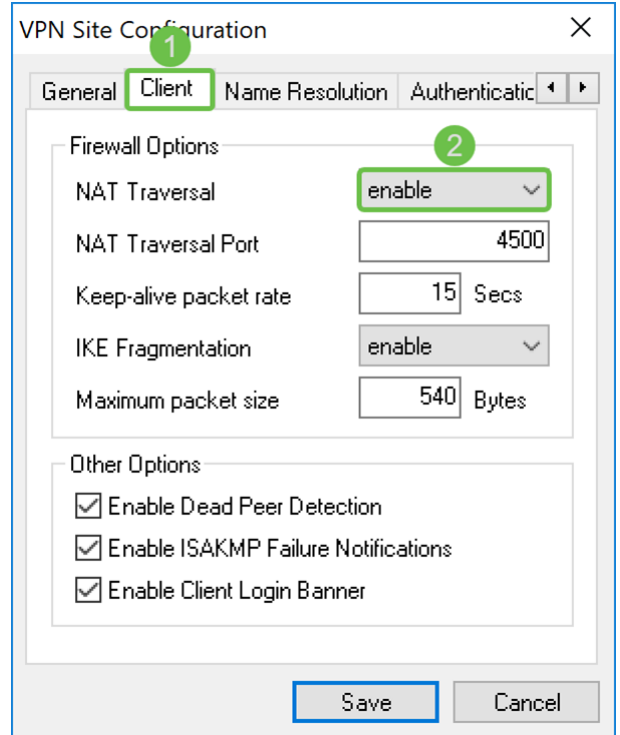 VPN Site Configuration
1
General Client Name Resolution Authenticatic
Firewall Options
2
NAT Traversal enable
NAT Traversal Port 4500
Keep-alive packet rate 15 Secs
IKE Fragmentation enable
Maximum packet size 540 Bytes
Other Options
Enable Dead Peer Detection
Enable ISAKMP Failure Notifications
Enable Client Login Banner
Save Cancel